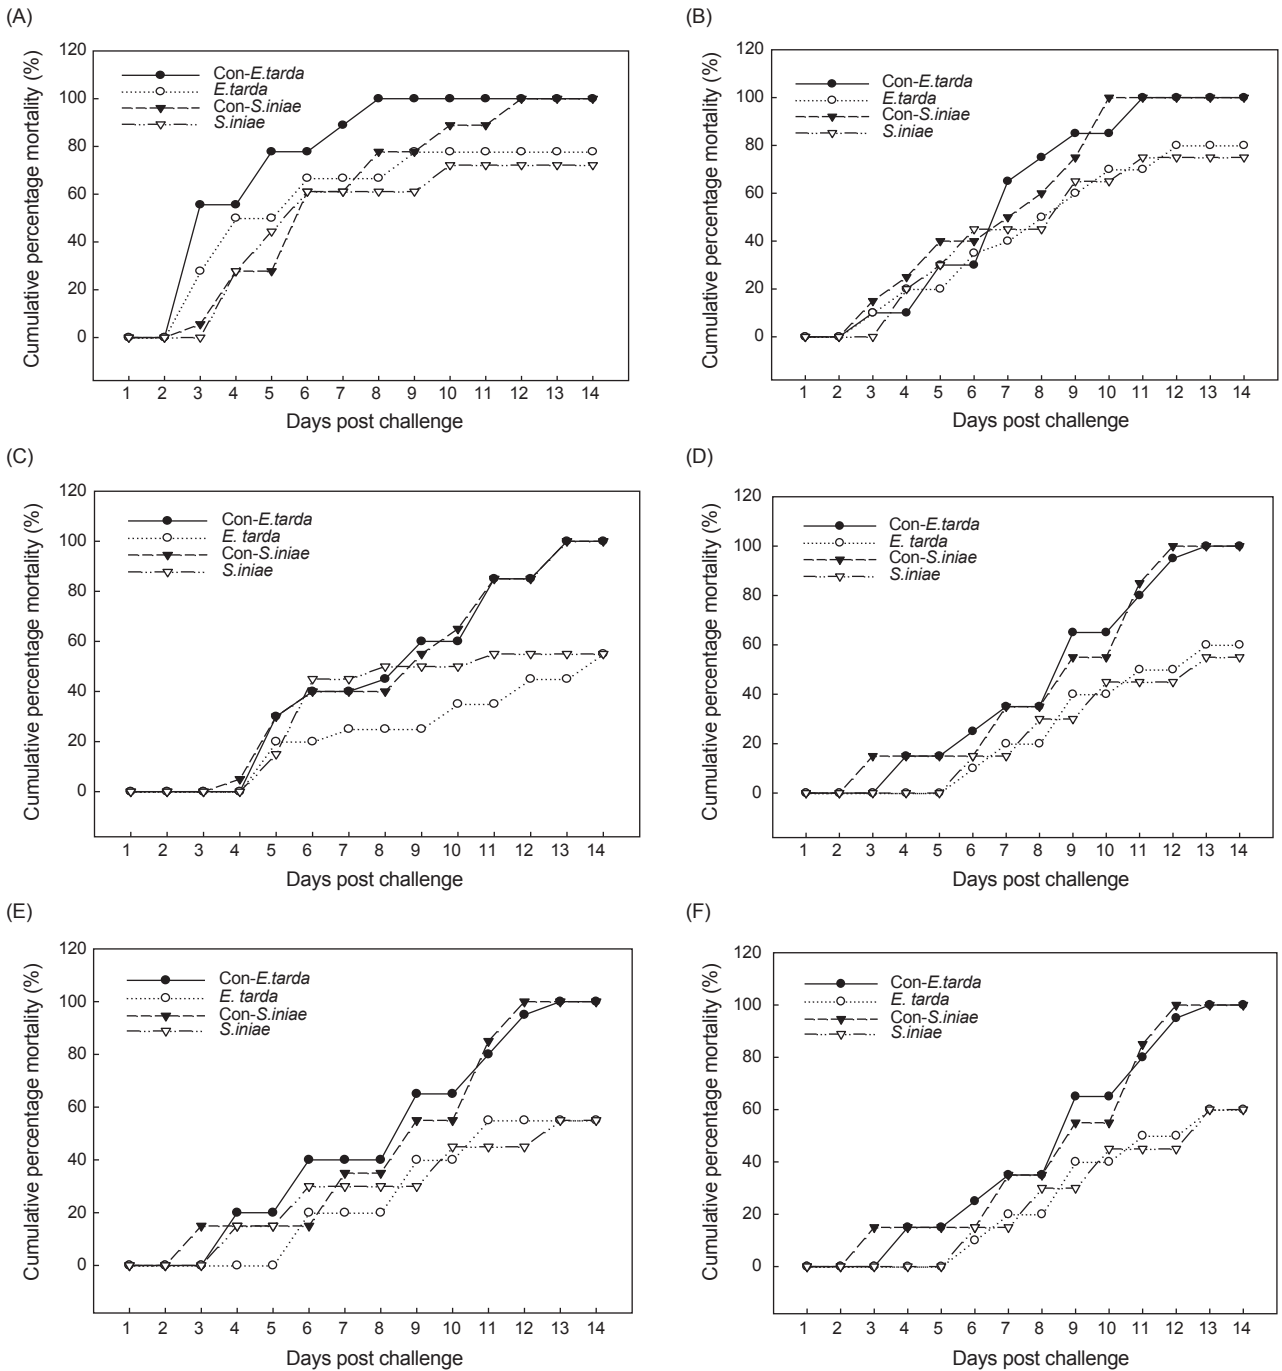 (A)
Cumulative percentage mortality (%)
120
100
80
60
40
20
0
Con-E.tarda
E.tarda
Con-S.iniae
S.iniae
1 2 3 4 5 6 7 8 9 10 11 12 13 14
Days post challenge
(B)
Cumulative percentage mortality (%)
120
100
80
60
40
20
0
Con-E.tarda
E.tarda
Con-S.iniae
S.iniae
1 2 3 4 5 6 7 8 9 10 11 12 13 14
Days post challenge
(C)
Cumulative percentage mortality (%)
120
100
80
60
40
20
0
Con-E.tarda
E. tarda
Con-S.iniae
S.iniae
1 2 3 4 5 6 7 8 9 10 11 12 13 14
Days post challenge
(D)
Cumulative percentage mortality (%)
120
100
80
60
40
20
0
Con-E.tarda
E. tarda
Con-S.iniae
S.iniae
1 2 3 4 5 6 7 8 9 10 11 12 13 14
Days post challenge
(E)
Cumulative percentage mortality (%)
120
100
80
60
40
20
0
Con-E.tarda
E. tarda
Con-S.iniae
S.iniae
1 2 3 4 5 6 7 8 9 10 11 12 13 14
Days post challenge
(F)
Cumulative percentage mortality (%)
120
100
80
60
40
20
0
Con-E.tarda
E. tarda
Con-S.iniae
S.iniae
1 2 3 4 5 6 7 8 9 10 11 12 13 14
Days post challenge